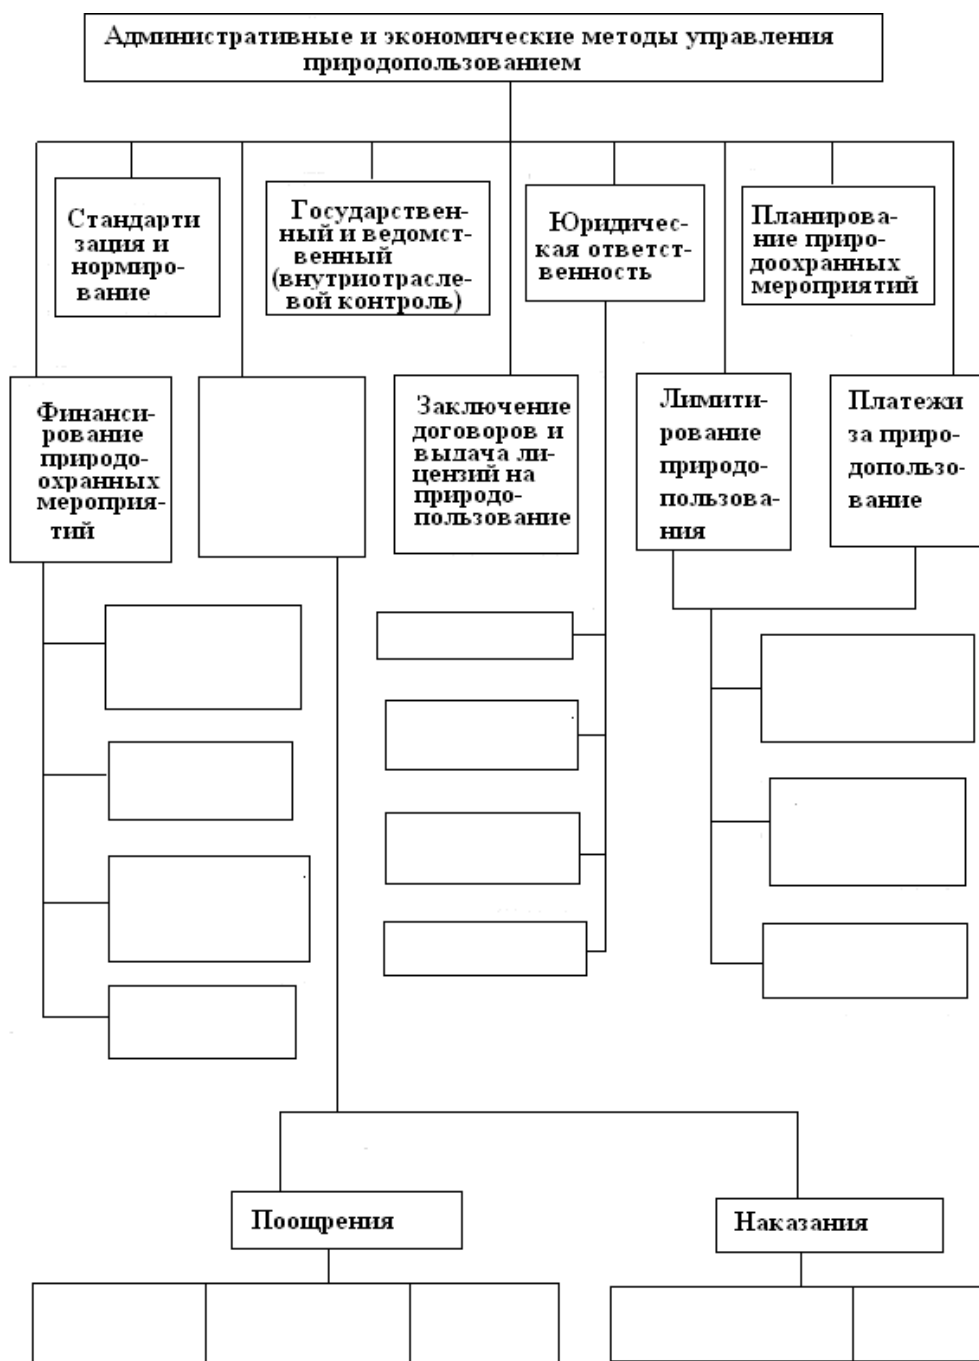 Административные и экономические методы управления
природопользованием
Стандарти
зация и
нормиро-
вание
Государствен-
ный и ведомст-
венный
(внутриотрасле-
вой контроль)
Юридичес-
кая ответст-
венность
Планирова-
ние приро-
доохранных
мероприятий
Финанси-
рование
природо-
охранных
мероприя-
тий
Заключение
договоров и
выдача ли-
цензий на
природо-
пользование
Лимити-
рование
природо-
пользова-
ния
Платежи
за приро-
допользо-
вание
Поощрения
Наказания